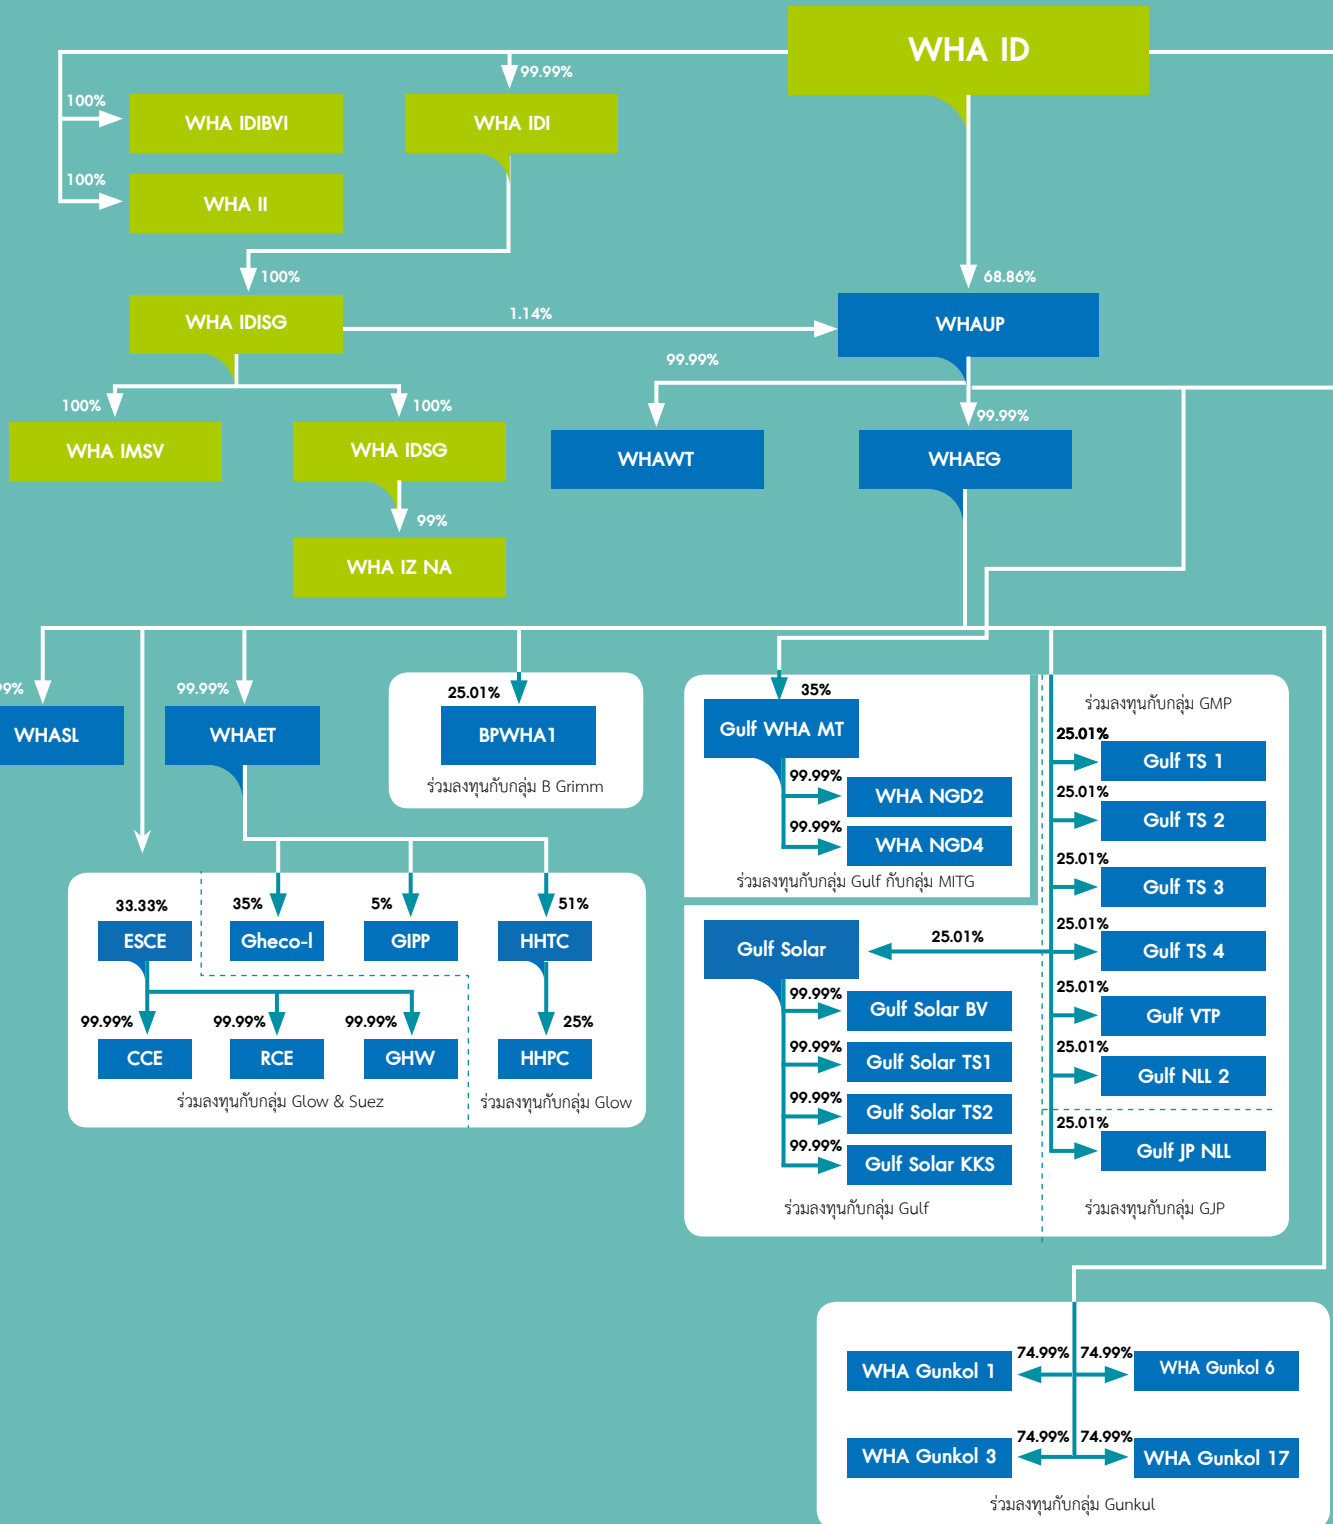 WHA ID
99.99%
100%
WHA IDIBVI
WHA IDI
100%
WHA II
100%
68.86%
WHA IDISG
1.14%
WHAUP
99.99%
100%
100%
99.99%
WHA IMSV
WHA IDSG
WHAWT
WHAEG
99%
WHA IZ NA
99%
99.99%
25.01%
35%
WHASL
WHAET
BPWHA1
ร่วมลงทุนกับกลุ่ม B Grimm
Gulf WHA MT
99.99%
WHA NGD2
99.99%
WHA NGD4
ร่วมลงทุนกับกลุ่ม Gulf กับกลุ่ม MITG
ร่วมลงทุนกับกลุ่ม GMP
25.01%
Gulf TS 1
25.01%
Gulf TS 2
25.01%
Gulf TS 3
25.01%
Gulf TS 4
25.01%
Gulf VTP
25.01%
Gulf NLL 2
25.01%
Gulf JP NLL
ร่วมลงทุนกับกลุ่ม GJP
33.33%
35%
5%
51%
ESCE
Gheco-I
GIPP
HHTC
99.99%
99.99%
99.99%
25%
CCE
RCE
GHW
HHPC
ร่วมลงทุนกับกลุ่ม Glow & Suez
ร่วมลงทุนกับกลุ่ม Glow
Gulf Solar
25.01%
99.99%
Gulf Solar BV
99.99%
Gulf Solar TS1
99.99%
Gulf Solar TS2
99.99%
Gulf Solar KKS
ร่วมลงทุนกับกลุ่ม Gulf
74.99%
74.99%
WHA Gunkol 1
WHA Gunkol 6
74.99%
74.99%
WHA Gunkol 3
WHA Gunkol 17
ร่วมลงทุนกับกลุ่ม Gunkul